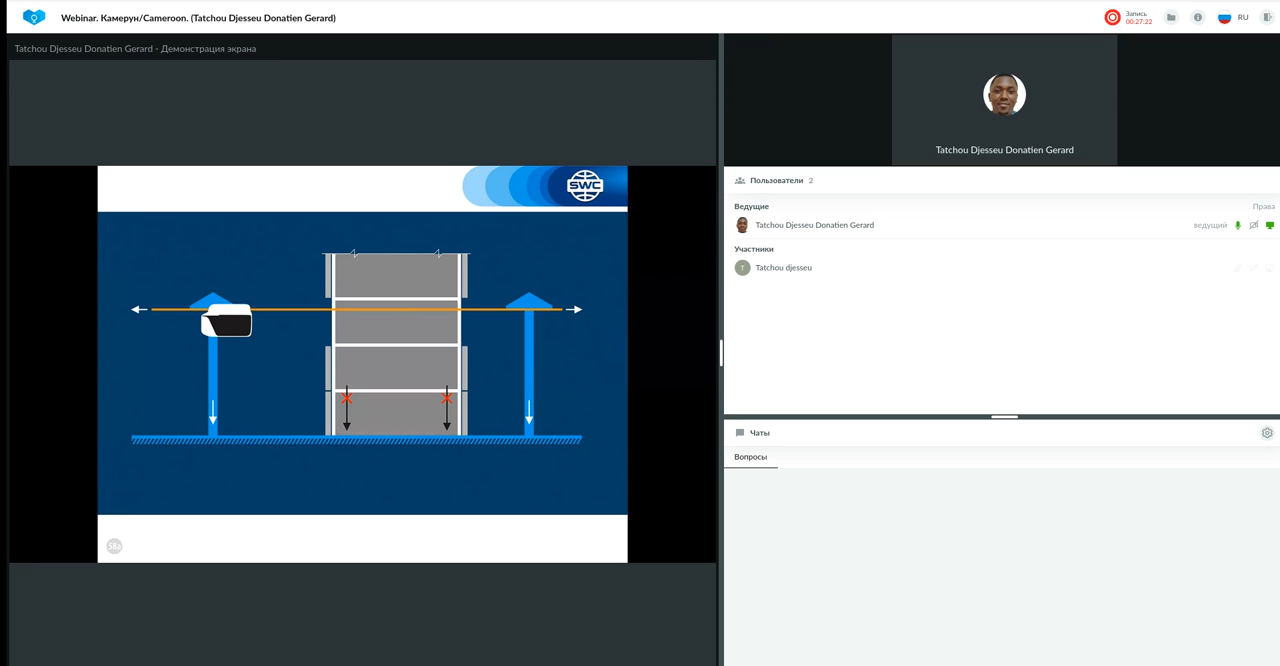 Webinar. Камерун/Cameroon. (Tatchou Djesseu Donatien Gerard)
Запись
00:27:22
RU
Tatchou Djesseu Donatien Gerard - Демонстрация экрана
SWC
58a
Tatchou Djesseu Donatien Gerard
Пользователи 2
Ведущие Права
Tatchou Djesseu Donatien Gerard ведущий
Участники
T Tatchou djesseu
Чаты
Вопросы